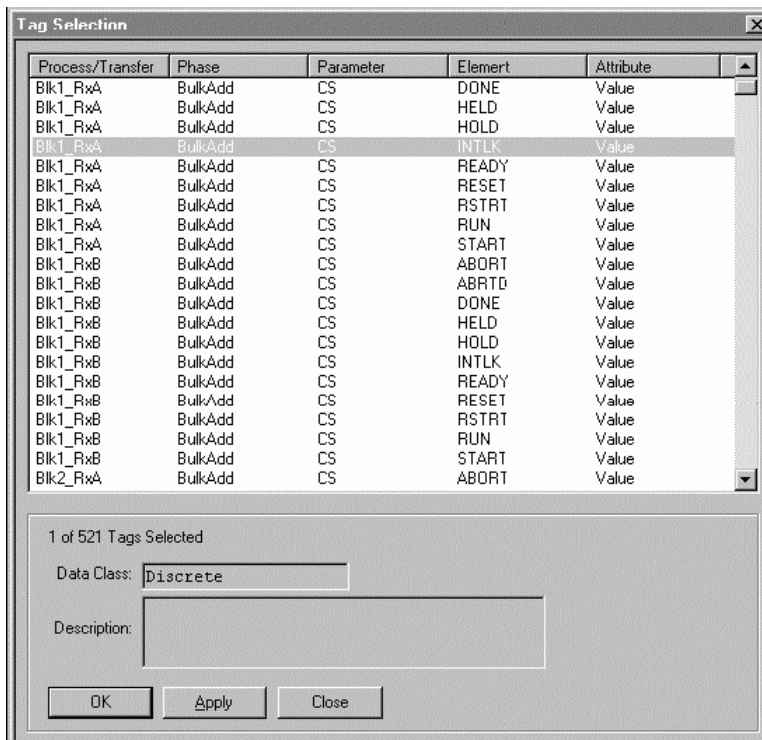 Tag Selection
Process/Transfer Phase Parameter Element Attribute
Blk1_RxA BulkAdd CS DONE Value
Blk1_RxA BulkAdd CS HELD Value
Blk1_RxA BulkAdd CS HOLD Value
Blk1_RxA BulkAdd CS INTLK Value
Blk1_RxA BulkAdd CS READY Value
Blk1_RxA BulkAdd CS RESET Value
Blk1_RxA BulkAdd CS RSTRT Value
Blk1_RxA BulkAdd CS RUN Value
Blk1_RxA BulkAdd CS START Value
Blk1_RxB BulkAdd CS ABORT Value
Blk1_RxB BulkAdd CS ABRTD Value
Blk1_RxB BulkAdd CS DONE Value
Blk1_RxB BulkAdd CS HELD Value
Blk1_RxB BulkAdd CS HOLD Value
Blk1_RxB BulkAdd CS INTLK Value
Blk1_RxB BulkAdd CS READY Value
Blk1_RxB BulkAdd CS RESET Value
Blk1_RxB BulkAdd CS RSTRT Value
Blk1_RxB BulkAdd CS RUN Value
Blk1_RxB BulkAdd CS START Value
Blk2_RxA BulkAdd CS ABORT Value
1 of 521 Tags Selected
Data Class: Discrete
Description:
OK Apply Close